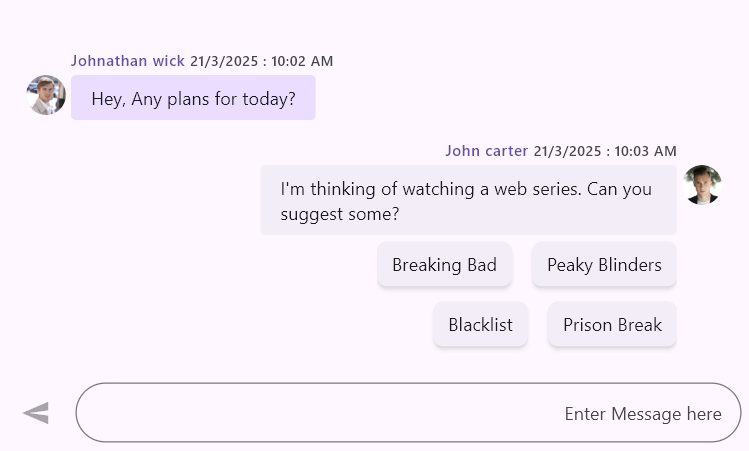 Johnathan wick 21/3/2025 : 10:02 AM
Hey, Any plans for today?
John carter 21/3/2025 : 10:03 AM
I'm thinking of watching a web series. Can you
suggest some?
Breaking Bad Peaky Blinders
Blacklist Prison Break
Enter Message here